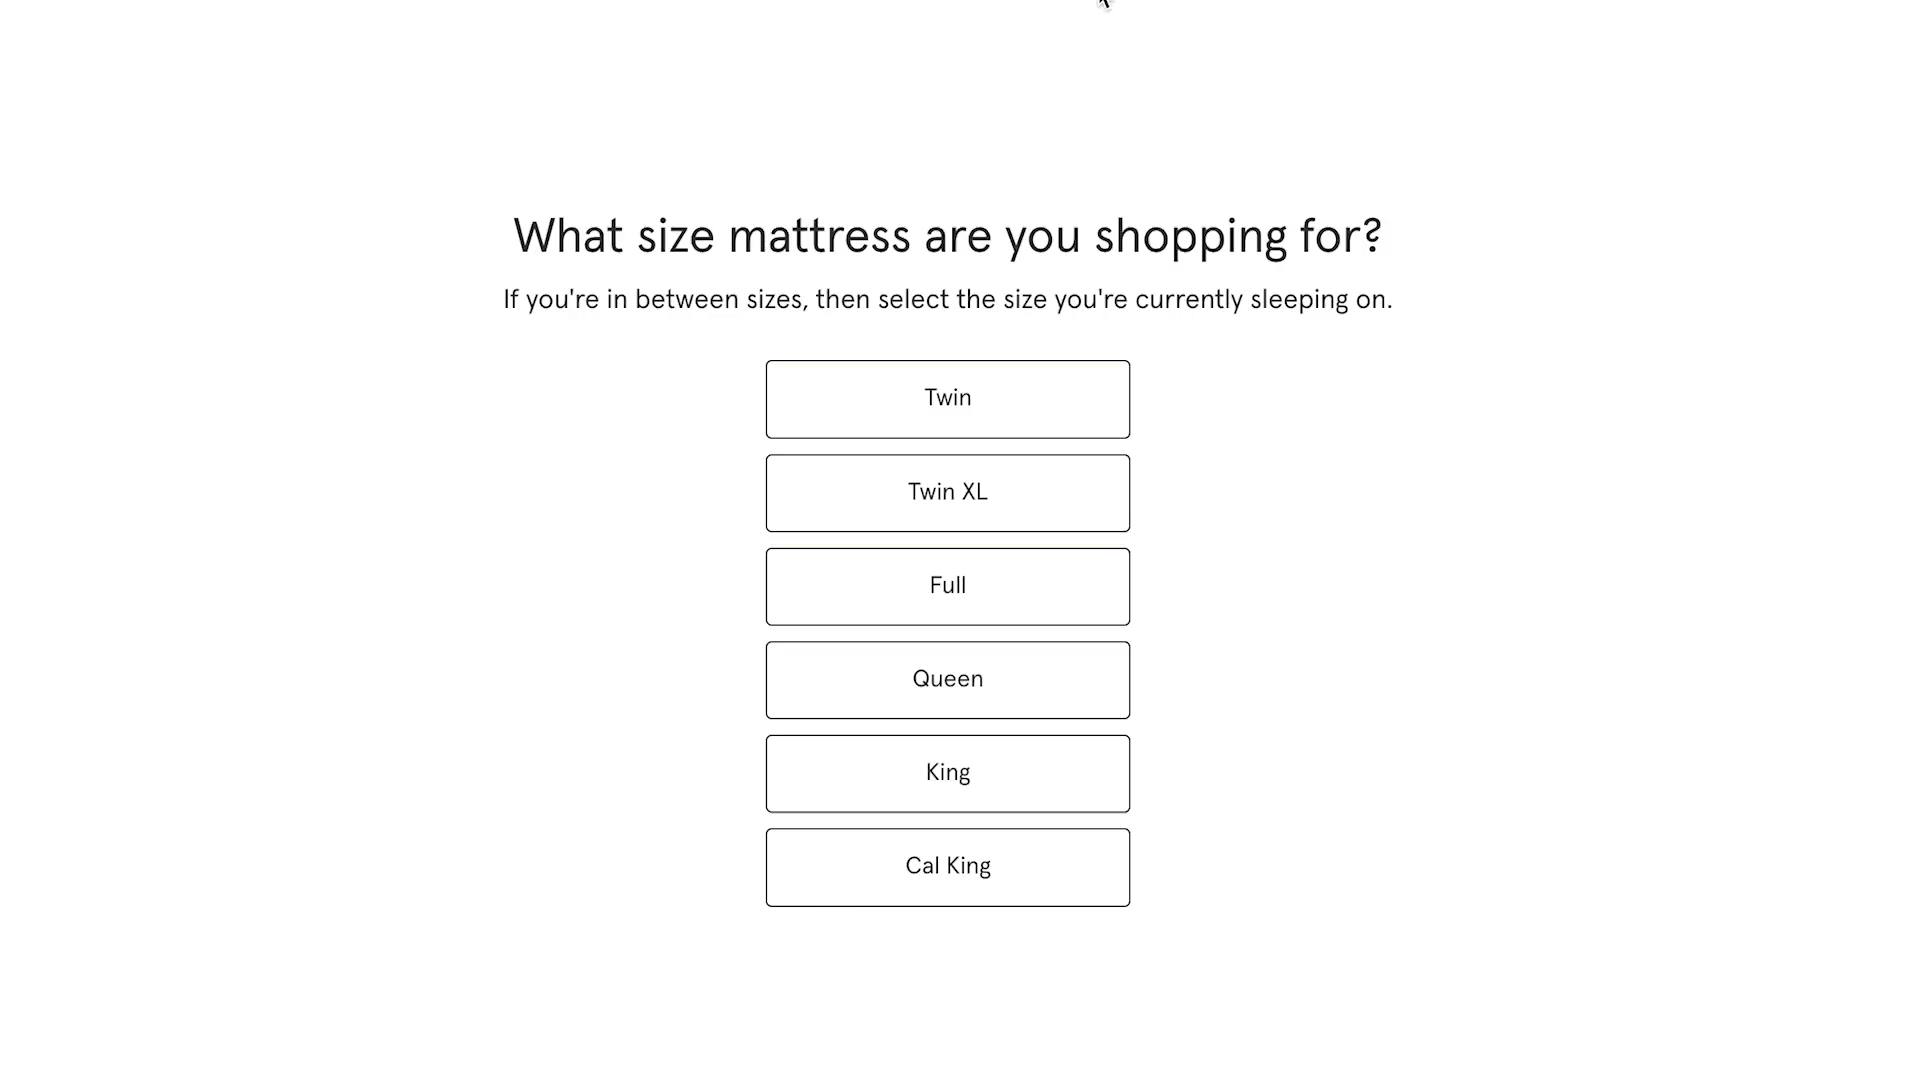 What size mattress are you shopping for?
If you're in between sizes, then select the size you're currently sleeping on.
Twin
Twin XL
Full
Queen
King
Cal King